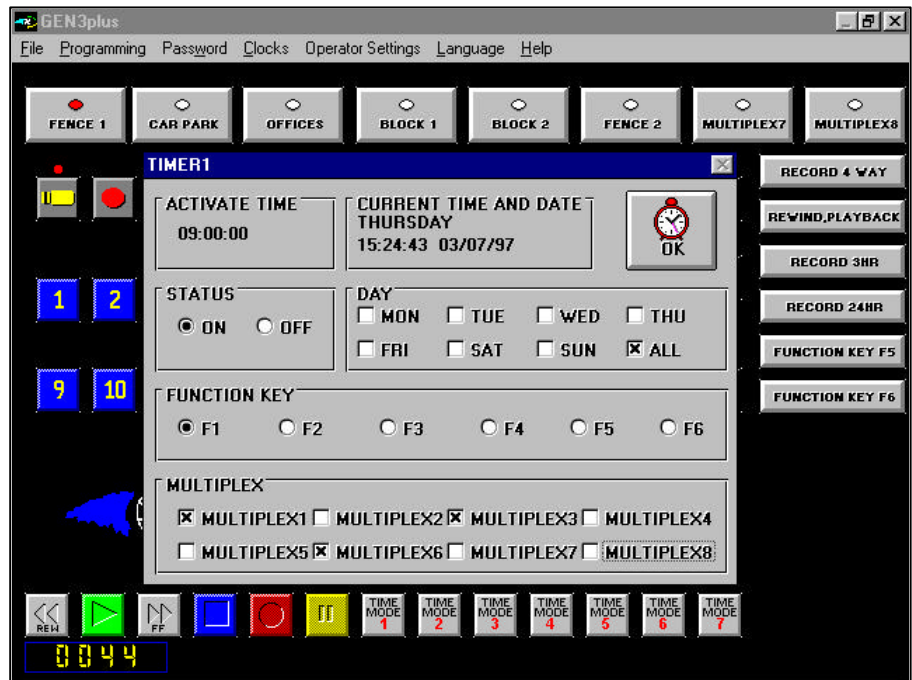 GEN3plus
File Programming Password Clocks Operator Settings Language Help
FENCE 1 CAR PARK OFFICES BLOCK 1 BLOCK 2 FENCE 2 MULTIPLEX7 MULTIPLEX8
TIMER1
RECORD 4 WAY
REWIND,PLAYBACK
RECORD 3HR
RECORD 24HR
FUNCTION KEY F5
FUNCTION KEY F6
ACTIVATE TIME
09:00:00
CURRENT TIME AND DATE
THURSDAY
15:24:43 03/07/97
OK
1 2
9 10
STATUS
ON OFF
DAY
MON TUE WED THU
FRI SAT SUN ALL
FUNCTION KEY
F1 F2 F3 F4 F5 F6
MULTIPLEX
MULTIPLEX1 MULTIPLEX2 MULTIPLEX3 MULTIPLEX4
MULTIPLEX5 MULTIPLEX6 MULTIPLEX7 MULTIPLEX8
REW FF
TIME MODE 1 TIME MODE 2 TIME MODE 3 TIME MODE 4 TIME MODE 5 TIME MODE 6 TIME MODE 7
0044